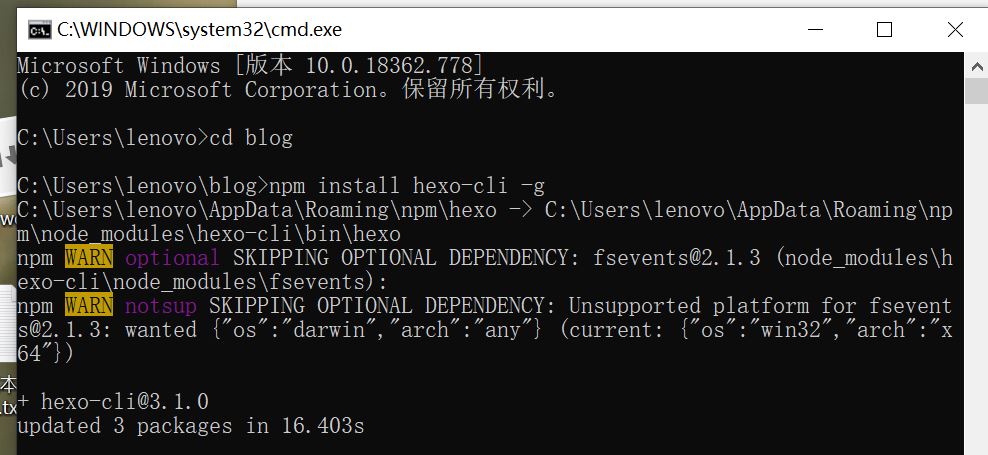 C:\WINDOWS\system32\cmd.exe
Microsoft Windows [版本 10.0.18362.778]
(c) 2019 Microsoft Corporation。保留所有权利。
C:\Users\lenovo>cd blog
C:\Users\lenovo\blog>npm install hexo-cli -g
C:\Users\lenovo\AppData\Roaming\npm\hexo -> C:\Users\lenovo\AppData\Roaming\np
m\node_modules\hexo-cli\bin\hexo
npm WARN optional SKIPPING OPTIONAL DEPENDENCY: fsevents@2.1.3 (node_modules\h
exo-cli\node_modules\fsevents):
npm WARN notsup SKIPPING OPTIONAL DEPENDENCY: Unsupported platform for fsevent
s@2.1.3: wanted {"os":"darwin","arch":"any"} (current: {"os":"win32","arch":"x
64"})
+ hexo-cli@3.1.0
updated 3 packages in 16.403s
本
.tx